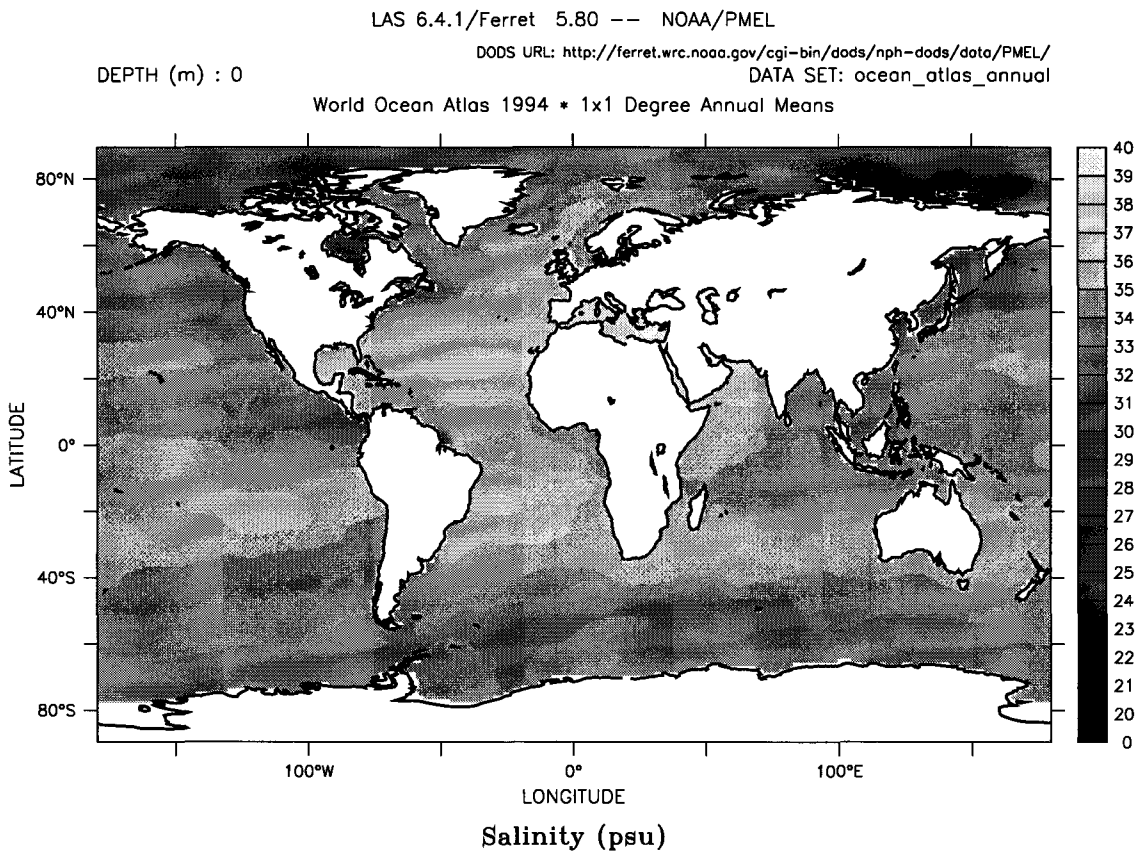 LAS 6.4.1/Ferret 5.80 -- NOAA/PMEL
DODS URL: http://ferret.wrc.noaa.gov/cgi-bin/dods/nph-dods/data/PMEL/
DEPTH (m) : 0
DATA SET: ocean_atlas_annual
World Ocean Atlas 1994 * 1x1 Degree Annual Means
80°N
40°N
0°
40°S
80°S
LATITUDE
100°W
0°
100°E
LONGITUDE
40
39
38
37
36
35
34
33
32
31
30
29
28
27
26
25
24
23
22
21
20
0
Salinity (psu)